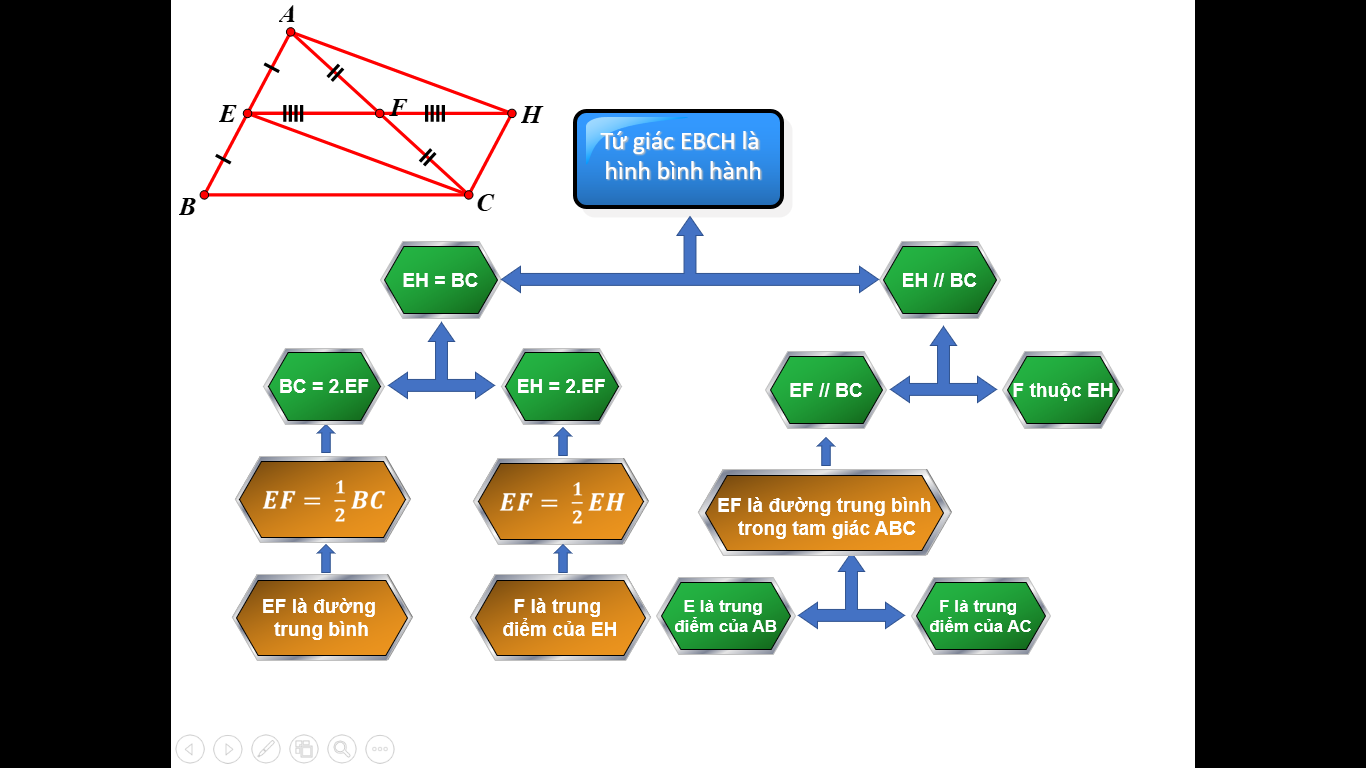 A
E
F
H
B
C
Tứ giác EBCH là
hình bình hành
EH = BC
EH // BC
BC = 2.EF
EH = 2.EF
EF // BC
F thuộc EH
EF = 1/2 BC
EF = 1/2 EH
EF là đường trung bình
trong tam giác ABC
EF là đường
trung bình
F là trung
điểm của EH
E là trung
điểm của AB
F là trung
điểm của AC